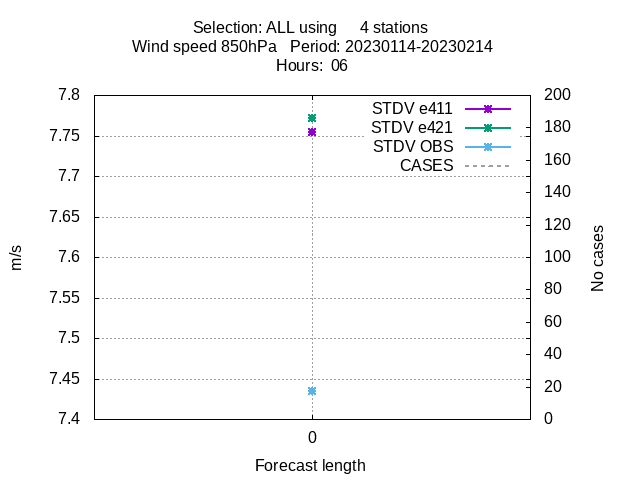 Selection: ALL using 4 stations
Wind speed 850hPa Period: 20230114-20230214
Hours: 06
7.8
7.75
7.7
7.65
7.6
7.55
7.5
7.45
7.4
m/s
STDV e411
STDV e421
STDV OBS
CASES
200
180
160
140
120
100
80
60
40
20
0
No cases
0
Forecast length